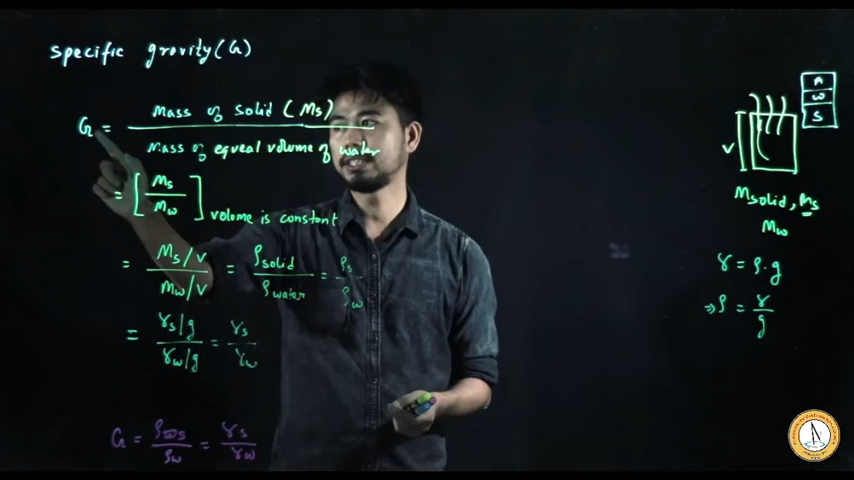 specific gravity (G)
G = Mass of solid (Ms) / Mass of equal volume of water
= [Ms / Mw] volume is constant
= Ms/v / Mw/v = ρsolid / ρwater = ρs / ρw
= γs/g / γw/g = γs / γw
G = ρs / ρw = γs / γw
A
W
S
V
Msolid, Ms
Mw
γ = ρ.g
⇒ ρ = γ / g